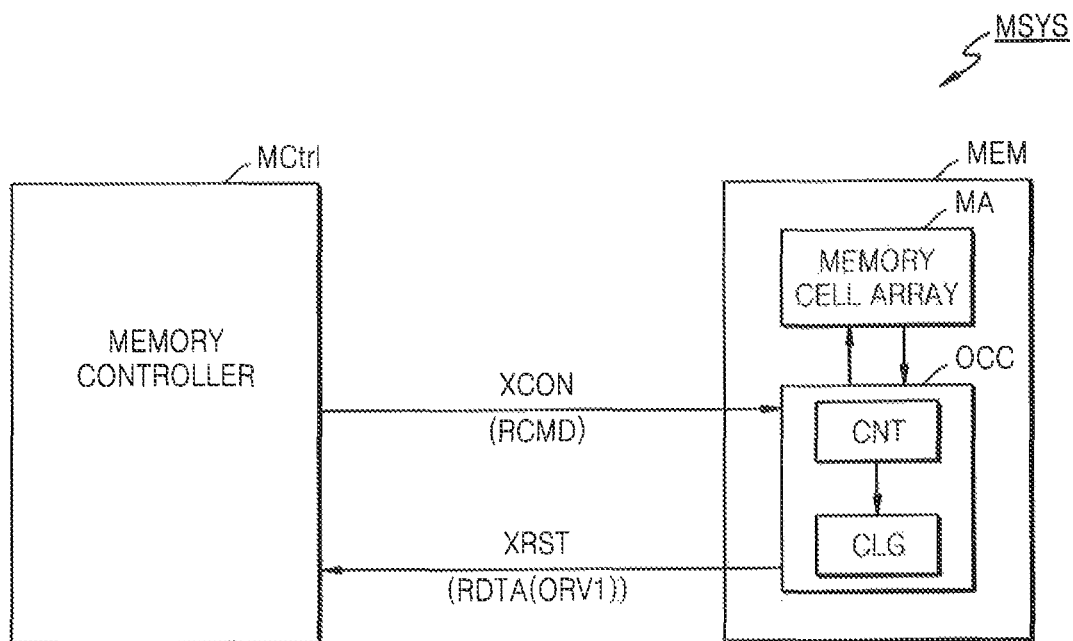 MSYS
MCtrl
MEMORY
CONTROLLER
XCON
(RCMD)
XRST
(RDTA(ORV1))
MEM
MA
MEMORY
CELL ARRAY
OCC
CNT
CLG